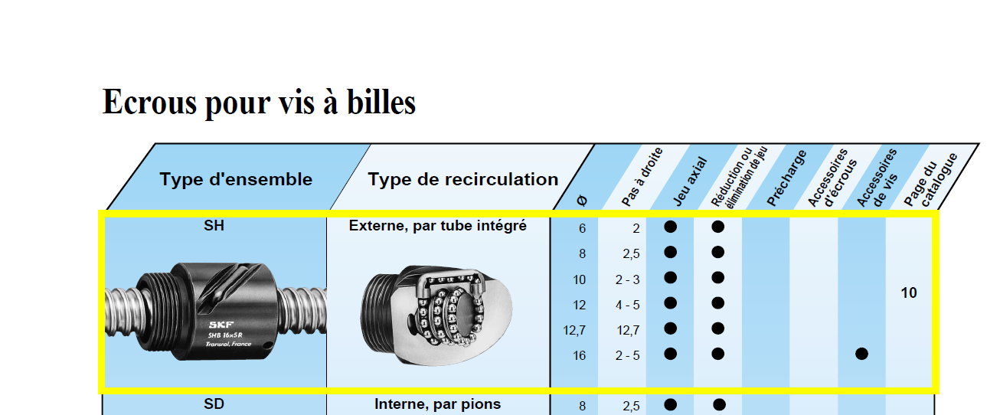 Ecrous pour vis à billes
Type d'ensemble
Type de recirculation
Ø
Pas à droite
Jeu axial
Réduction ou
élimination de jeu
Précharge
Accessoires
d'écrous
Accessoires
de vis
Page du
catalogue
SH
Externe, par tube intégré
6 2
8 2,5
10 2 - 3
12 4 - 5
12,7 12,7
16 2 - 5
10
SKF
SHB 16x5R
Transrol, France
SD
Interne, par pions
8 2,5